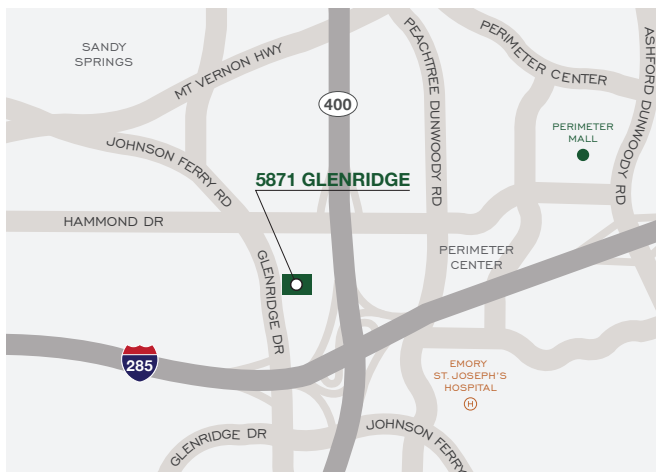 SANDY
SPRINGS
MT VERNON HWY
PEACHTREE DUNWOODY RD
PERIMETER CENTER
ASHFORD DUNWOODY RD
400
PERIMETER
MALL
JOHNSON FERRY RD
5871 GLENRIDGE
HAMMOND DR
GLENRIDGE DR
PERIMETER
CENTER
285
EMORY
ST. JOSEPH'S
HOSPITAL
H
GLENRIDGE DR
JOHNSON FERRY